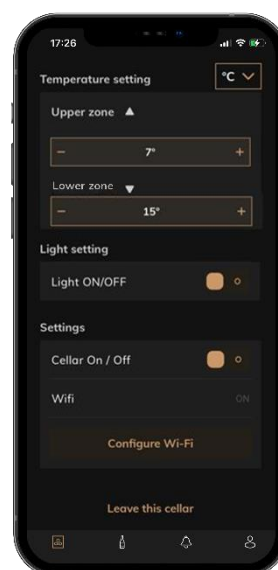 17:26
Temperature setting °C
Upper zone ▲
− 7° +
Lower zone ▼
− 15° +
Light setting
Light ON/OFF
Settings
Cellar On / Off
Wifi ON
Configure Wi-Fi
Leave this cellar